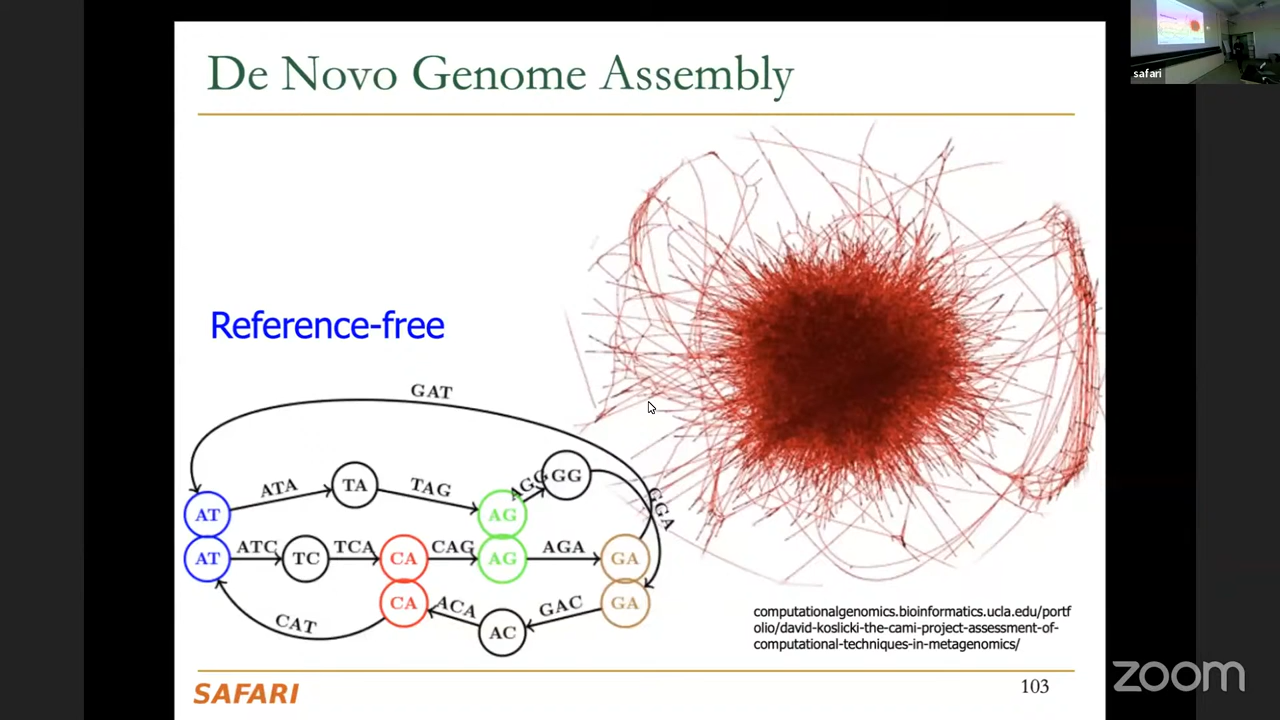 De Novo Genome Assembly
safari
Reference-free
GAT
ATA
TA
TAG
AGG
GG
GGA
AT
AG
AT
ATC
TC
TCA
CA
CAG
AG
AGA
GA
CA
ACA
AC
GAC
GA
CAT
computationalgenomics.bioinformatics.ucla.edu/portf
olio/david-koslicki-the-cami-project-assessment-of-
computational-techniques-in-metagenomics/
SAFARI
103
zoom